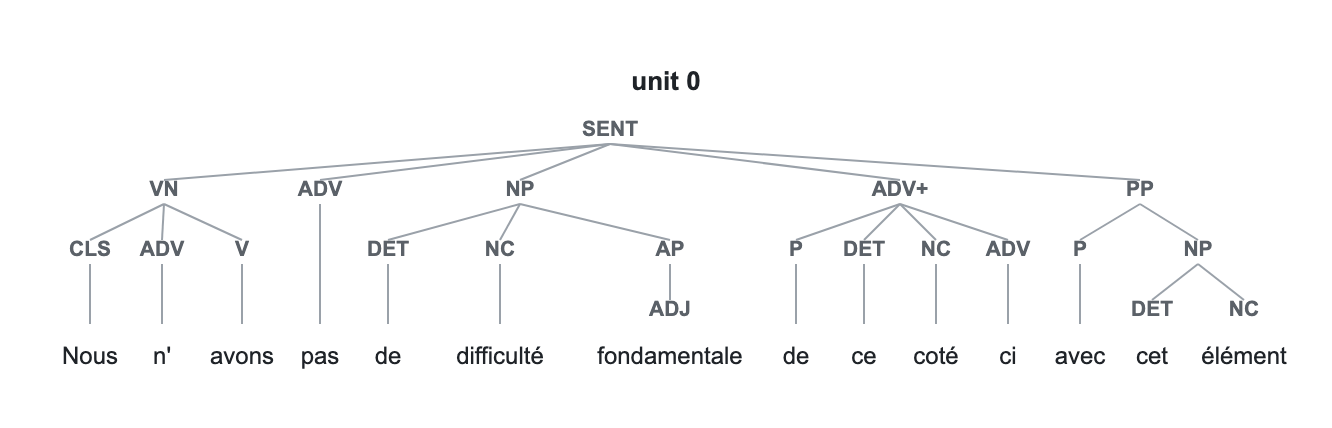 unit 0
SENT
VN ADV NP ADV+ PP
CLS ADV V DET NC AP P DET NC ADV P NP
ADJ DET NC
Nous n' avons pas de difficulté fondamentale de ce coté ci avec cet élément